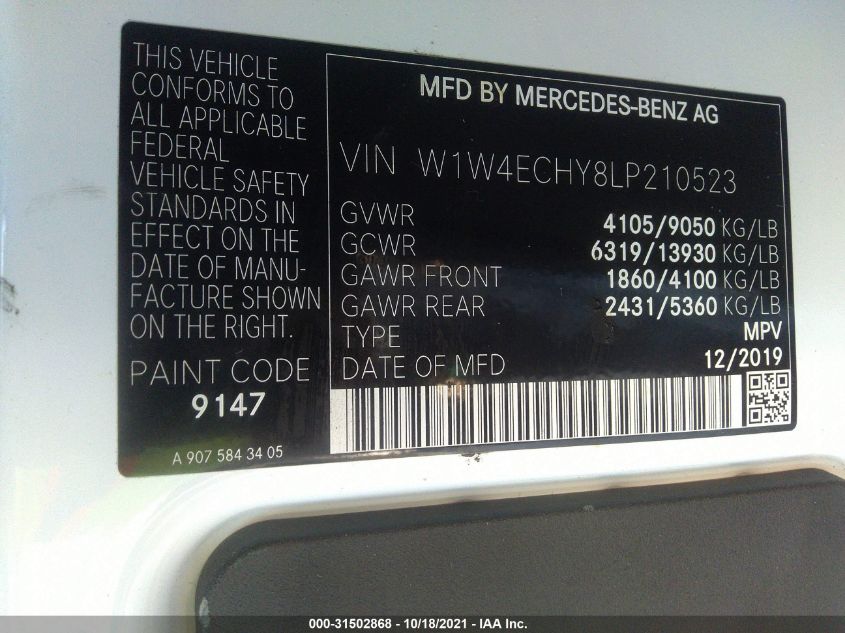 THIS VEHICLE
CONFORMS TO
ALL APPLICABLE
FEDERAL
VEHICLE SAFETY
STANDARDS IN
EFFECT ON THE
DATE OF MANU-
FACTURE SHOWN
ON THE RIGHT.
PAINT CODE
9147
A 907 584 34 05
MFD BY MERCEDES-BENZ AG
VIN W1W4ECHY8LP210523
GVWR 4105/9050 KG/LB
GCWR 6319/13930 KG/LB
GAWR FRONT 1860/4100 KG/LB
GAWR REAR 2431/5360 KG/LB
TYPE MPV
DATE OF MFD 12/2019
000-31502868 - 10/18/2021 - IAA Inc.